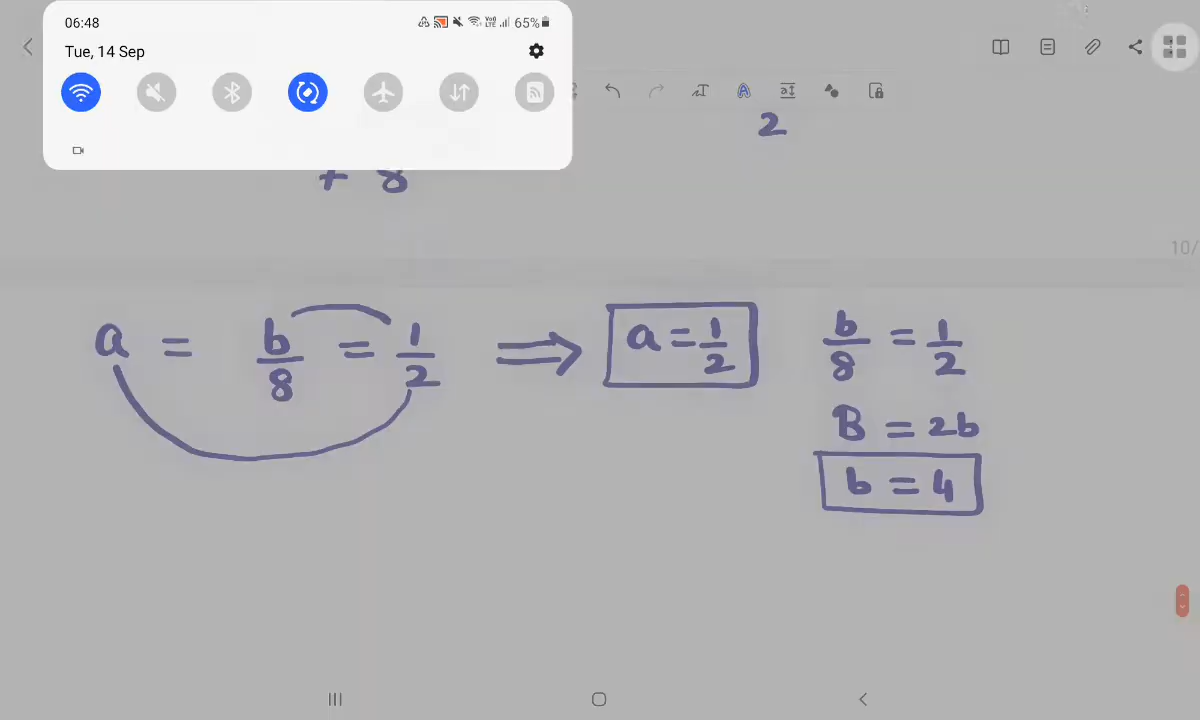 06:48 65%
Tue, 14 Sep
2
+ 8
10/
a = b/8 = 1/2 ⟹ a = 1/2 b/8 = 1/2
B = 2b
b = 4